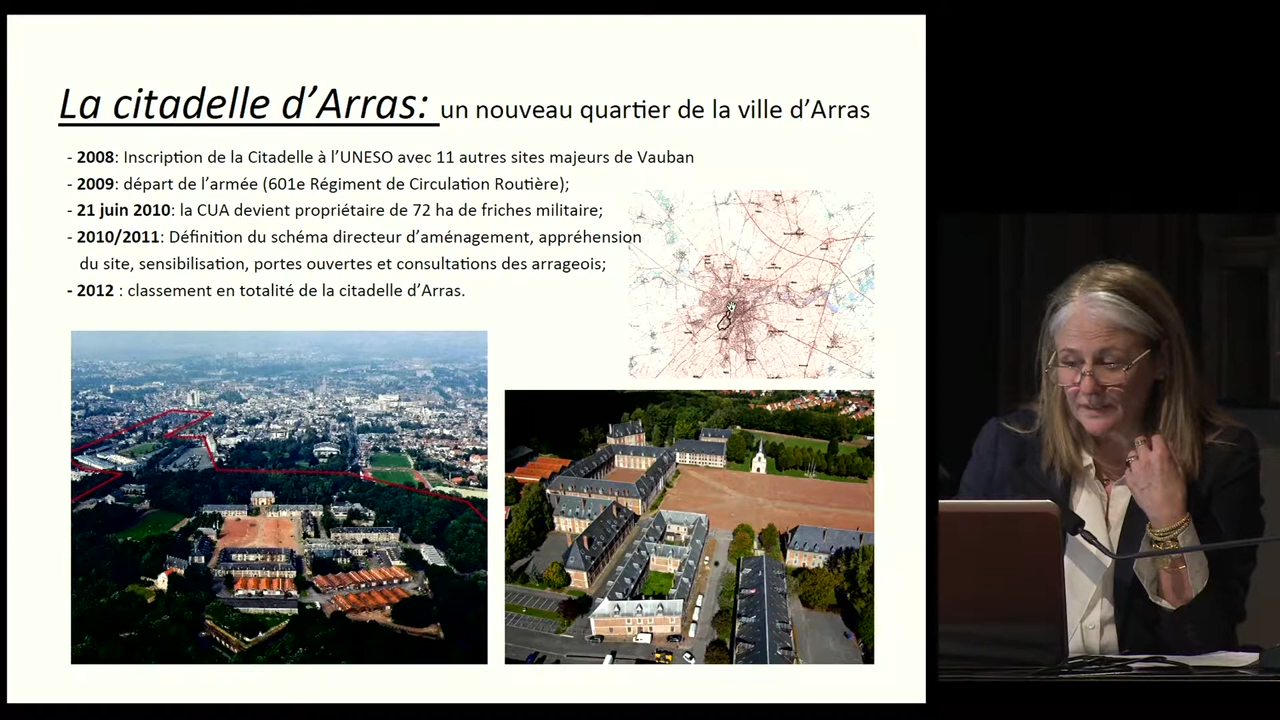 La citadelle d’Arras: un nouveau quartier de la ville d’Arras
- 2008: Inscription de la Citadelle à l’UNESO avec 11 autres sites majeurs de Vauban
- 2009: départ de l’armée (601e Régiment de Circulation Routière);
- 21 juin 2010: la CUA devient propriétaire de 72 ha de friches militaire;
- 2010/2011: Définition du schéma directeur d’aménagement, appréhension
du site, sensibilisation, portes ouvertes et consultations des arrageois;
- 2012 : classement en totalité de la citadelle d’Arras.